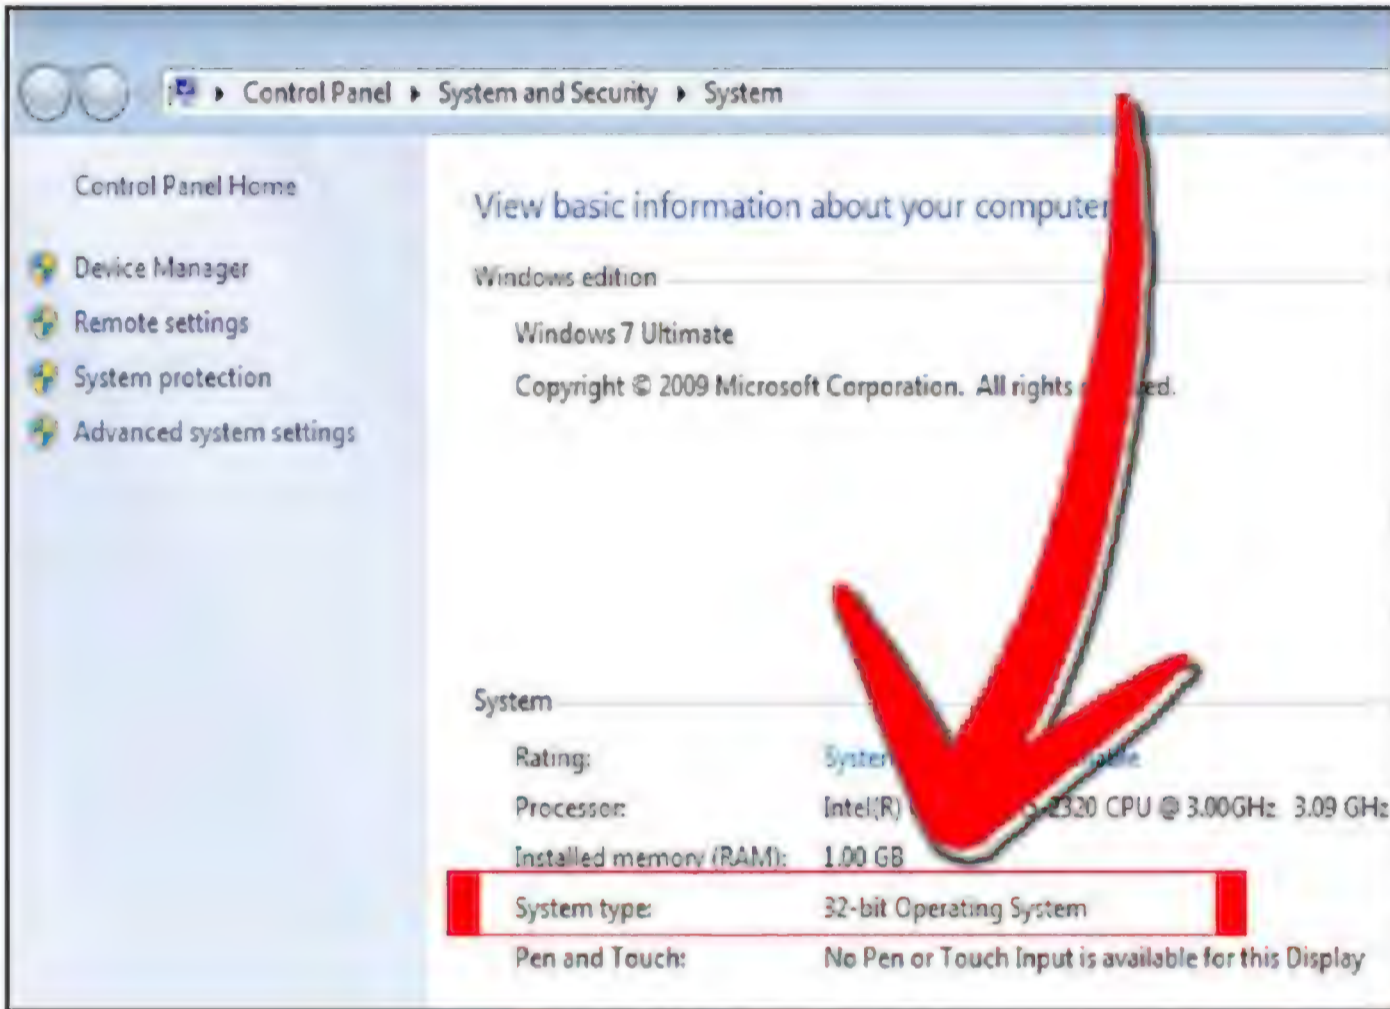 Control Panel ▸ System and Security ▸ System
Control Panel Home
Device Manager
Remote settings
System protection
Advanced system settings
View basic information about your computer
Windows edition
Windows 7 Ultimate
Copyright © 2009 Microsoft Corporation. All rights
System
Rating:
Processor: Intel(R) 2320 CPU @ 3.00GHz 3.09 GHz
Installed memory (RAM): 1.00 GB
System type: 32-bit Operating System
Pen and Touch: No Pen or Touch Input is available for this Display